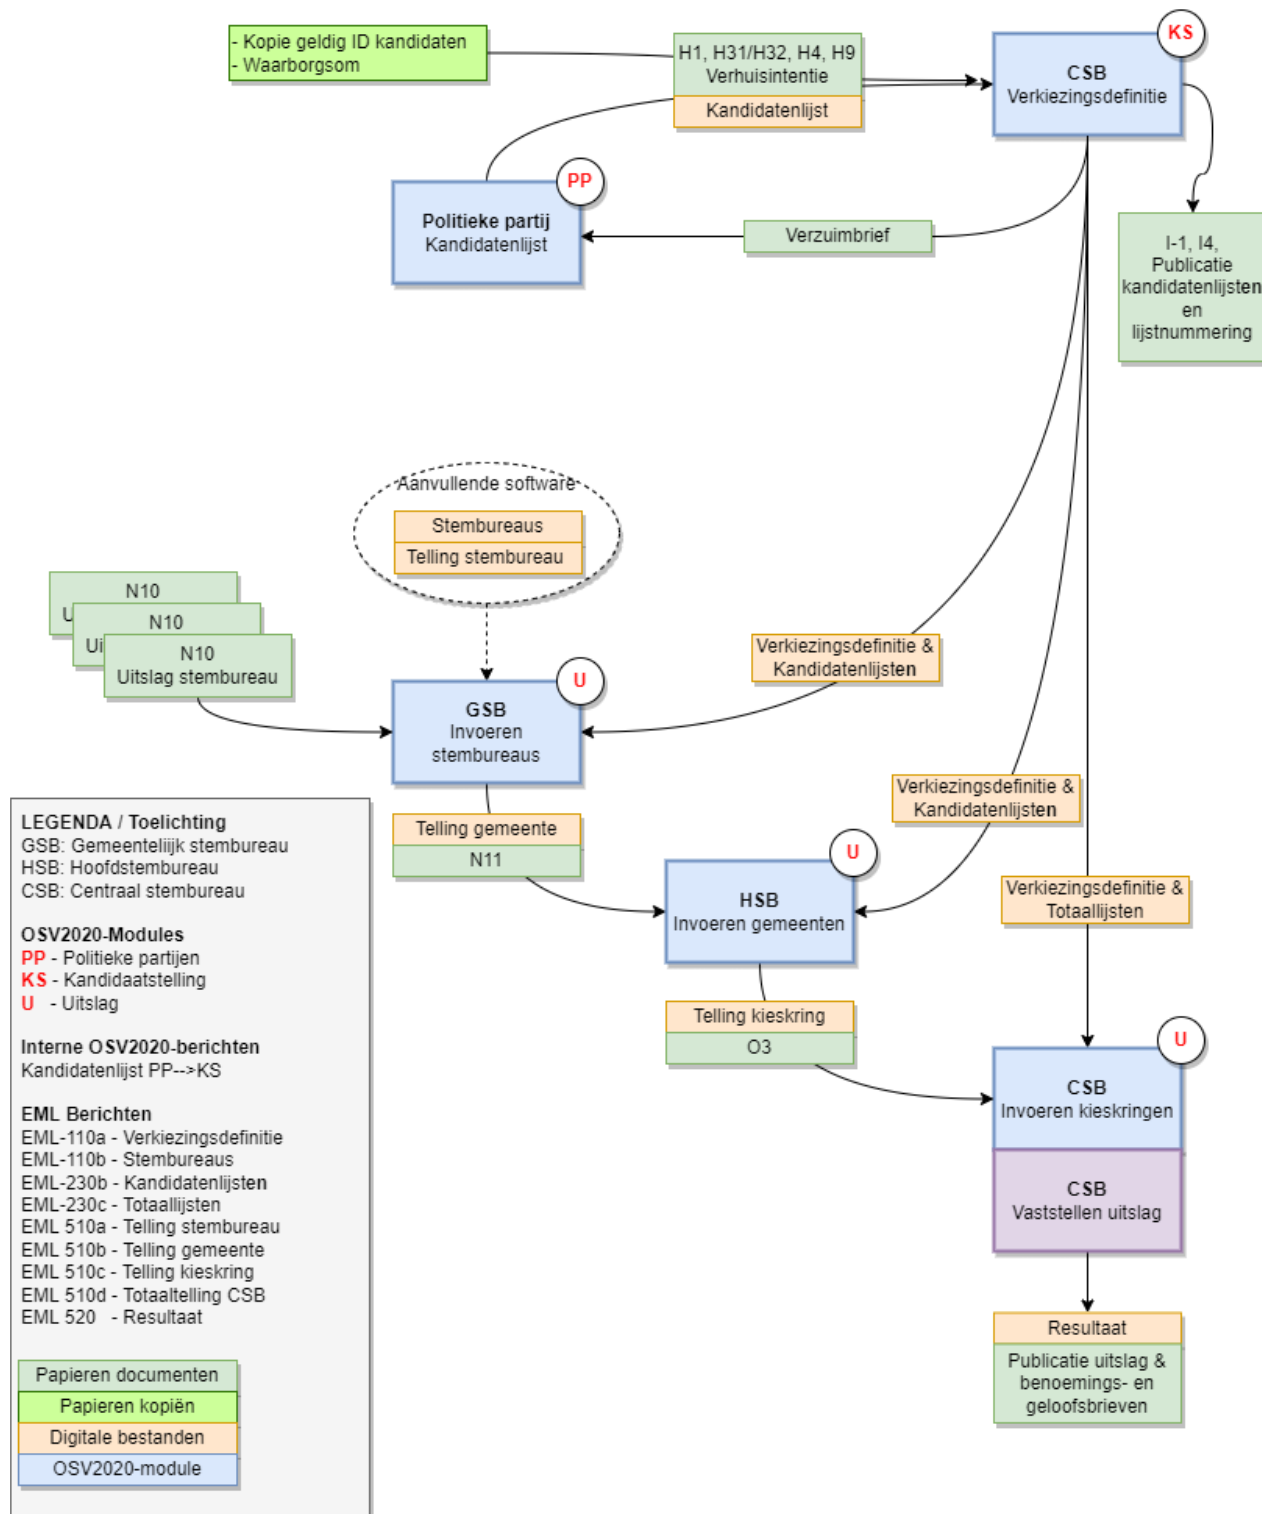 - Kopie geldig ID kandidaten
- Waarborgsom
H1, H31/H32, H4, H9
Verhuisintentie
Kandidatenlijst
KS
CSB
Verkiezingsdefinitie
PP
Politieke partij
Kandidatenlijst
Verzuimbrief
I-1, I4,
Publicatie
kandidatenlijsten
en
lijstnummering
Aanvullende software
Stembureaus
Telling stembureau
N10
U
N10
Ui
N10
Uitslag stembureau
U
GSB
Invoeren
stembureaus
Verkiezingsdefinitie &
Kandidatenlijsten
Verkiezingsdefinitie &
Kandidatenlijsten
Telling gemeente
N11
U
HSB
Invoeren gemeenten
Verkiezingsdefinitie &
Totaallijsten
Telling kieskring
O3
U
CSB
Invoeren kieskringen
CSB
Vaststellen uitslag
Resultaat
Publicatie uitslag &
benoemings- en
geloofsbrieven
LEGENDA / Toelichting
GSB: Gemeenteliijk stembureau
HSB: Hoofdstembureau
CSB: Centraal stembureau
OSV2020-Modules
PP - Politieke partijen
KS - Kandidaatstelling
U - Uitslag
Interne OSV2020-berichten
Kandidatenlijst PP-->KS
EML Berichten
EML-110a - Verkiezingsdefinitie
EML-110b - Stembureaus
EML-230b - Kandidatenlijsten
EML-230c - Totaallijsten
EML 510a - Telling stembureau
EML 510b - Telling gemeente
EML 510c - Telling kieskring
EML 510d - Totaaltelling CSB
EML 520 - Resultaat
Papieren documenten
Papieren kopiën
Digitale bestanden
OSV2020-module